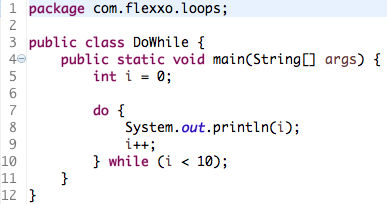 1 package com.flexxo.loops;
2
3 public class DoWhile {
4     public static void main(String[] args) {
5         int i = 0;
6
7         do {
8             System.out.println(i);
9             i++;
10         } while (i < 10);
11     }
12 }